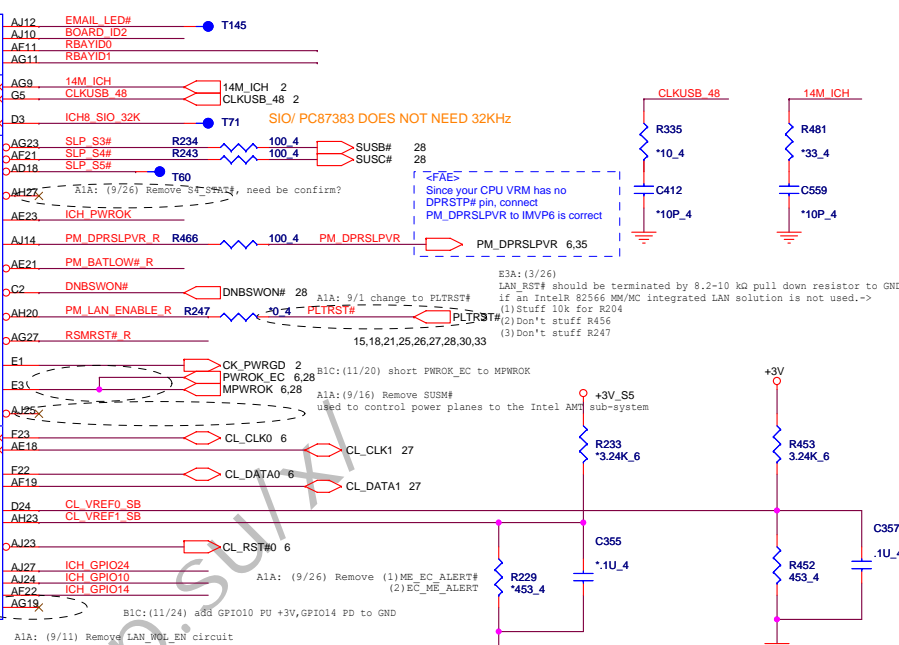 AJ12 EMAIL_LED# T145
AJ10 BOARD_ID2
AF11 RBAYID0
AG11 RBAYID1
AG9 14M_ICH 14M_ICH 2
G5 CLKUSB_48 CLKUSB_48 2
D3 ICH8_SIO_32K T71 SIO/ PC87383 DOES NOT NEED 32KHz
AG23 SLP_S3# R234 100_4 SUSB# 28
AF21 SLP_S4# R243 100_4 SUSC# 28
AD18 SLP_S5# T60
AH27 A1A: (9/26) Remove S4_STAT#, need be confirm?
AE23 ICH_PWROK
AJ14 PM_DPRSLPVR_R R466 100_4 PM_DPRSLPVR PM_DPRSLPVR 6,35
<FAE>
Since your CPU VRM has no
DPRSTP# pin, connect
PM_DPRSLPVR to IMVP6 is correct
CLKUSB_48 14M_ICH
R335 R481
*10_4 *33_4
C412 C559
*10P_4 *10P_4
AE21 PM_BATLOW#_R
C2 DNBSWON# DNBSWON# 28
A1A: 9/1 change to PLTRST#
AH20 PM_LAN_ENABLE_R R247 *0_4 PLTRST# PLTRST#
15,18,21,25,26,27,28,30,33
E3A:(3/26)
LAN_RST# should be terminated by 8.2-10 kΩ pull down resistor to GND
if an IntelR 82566 MM/MC integrated LAN solution is not used.->
(1)Stuff 10k for R204
(2)Don't stuff R456
(3)Don't stuff R247
AG27 RSMRST#_R
E1 CK_PWRGD 2
PWROK_EC 6,28
E3 MPWROK 6,28
B1C:(11/20) short PWROK_EC to MPWROK
A1A:(9/16) Remove SUSM#
used to control power planes to the Intel AMT sub-system
AJ25
F23 CL_CLK0 6
AE18 CL_CLK1 27
F22 CL_DATA0 6
AF19 CL_DATA1 27
+3V_S5 +3V
R233 R453
*3.24K_6 3.24K_6
D24 CL_VREF0_SB
AH23 CL_VREF1_SB
AJ23 CL_RST#0 6
AJ27 ICH_GPIO24
AJ24 ICH_GPIO10
AF22 ICH_GPIO14
AG19
A1A: (9/26) Remove (1)ME_EC_ALERT#
(2)EC_ME_ALERT
R229
*453_4
C355
*.1U_4
R452
453_4
C357
.1U_4
B1C:(11/24) add GPIO10 PU +3V,GPIO14 PD to GND
A1A: (9/11) Remove LAN_WOL_EN circuit
p.su/x/